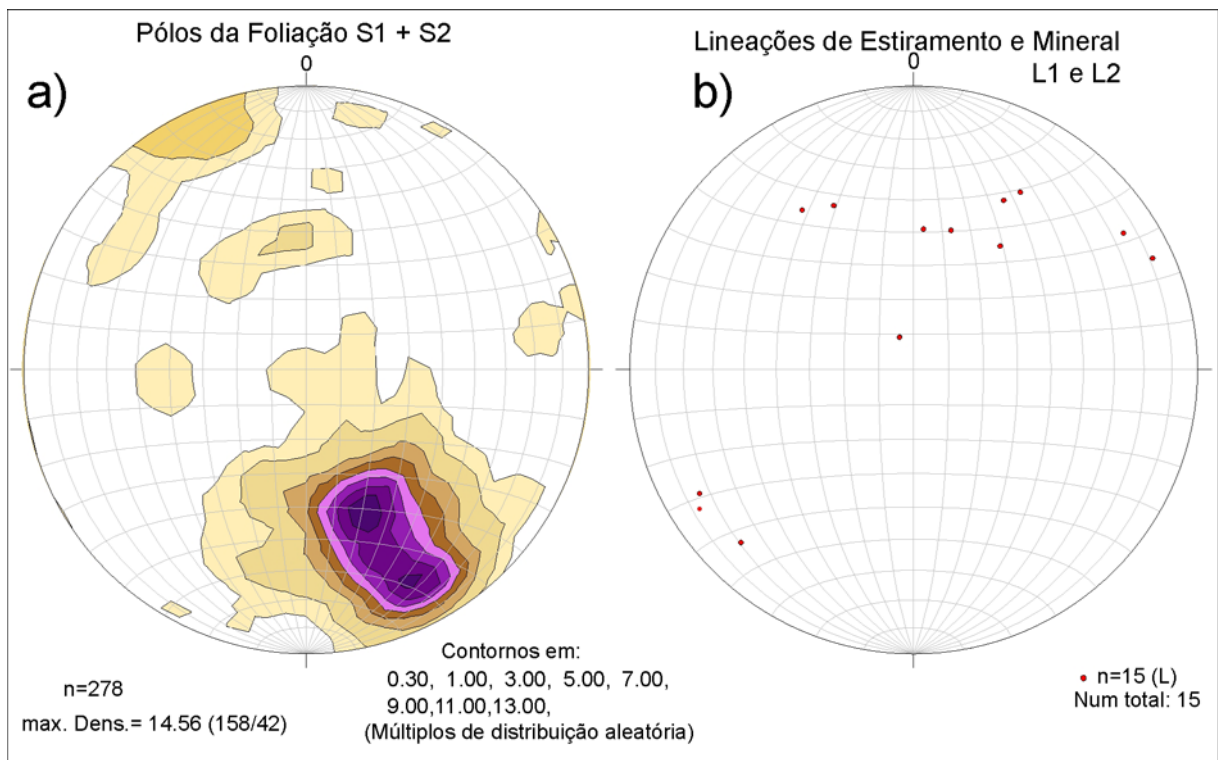 Pólos da Foliação S1 + S2
0
a)
n=278
max. Dens.= 14.56 (158/42)
Contornos em:
0.30, 1.00, 3.00, 5.00, 7.00,
9.00,11.00,13.00,
(Múltiplos de distribuição aleatória)
Lineações de Estiramento e Mineral
L1 e L2
0
b)
n=15 (L)
Num total: 15